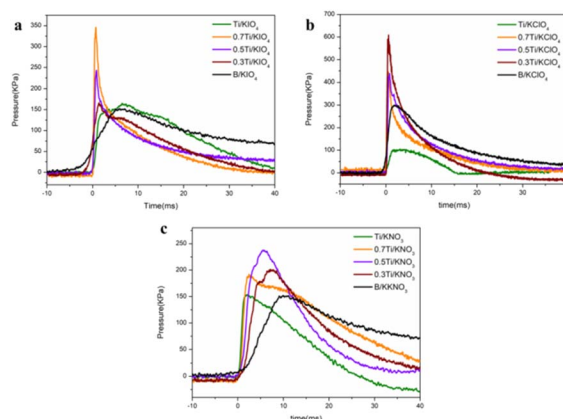 a
Ti/KIO₄
0.7Ti/KIO₄
0.5Ti/KIO₄
0.3Ti/KIO₄
B/KIO₄
Pressure(KPa)
350
300
250
200
150
100
50
0
-10 0 10 20 30 40
Time(ms)
b
Ti/KClO₄
0.7Ti/KClO₄
0.5Ti/KClO₄
0.3Ti/KClO₄
B/KClO₄
Pressure(KPa)
700
600
500
400
300
200
100
0
-10 0 10 20 30
time(ms)
c
Ti/KNO₃
0.7Ti/KNO₃
0.5Ti/KNO₃
0.3Ti/KNO₃
B/KKNO₃
Pressure(KPa)
250
200
150
100
50
0
-10 0 10 20 30 40
time(ms)